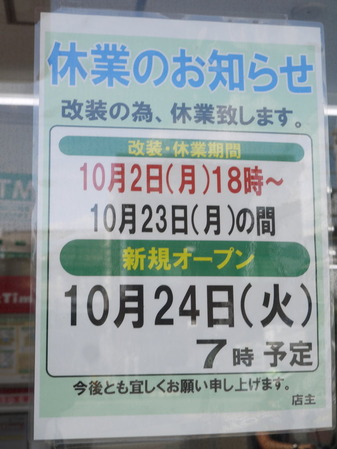 休業のお知らせ
改装の為、休業致します。
改装・休業期間
10月2日(月)18時～
10月23日(月)の間
新規オープン
10月24日(火)
7時 予定
今後とも宜しくお願い申し上げます。
店主